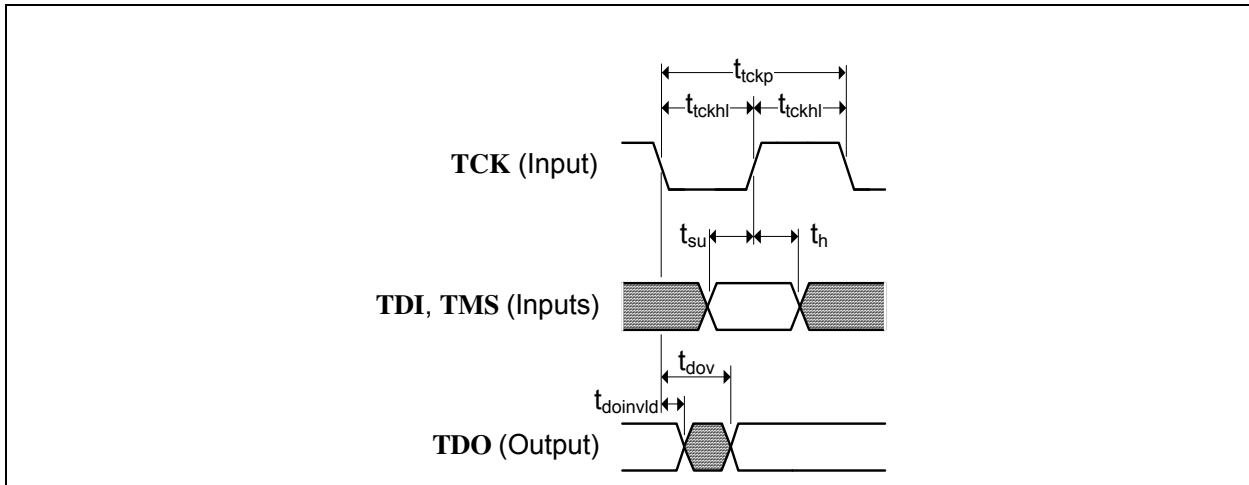 t_tckp
t_tckhl t_tckhl
TCK (Input)
t_su t_h
TDI, TMS (Inputs)
t_dov
t_doinvld
TDO (Output)